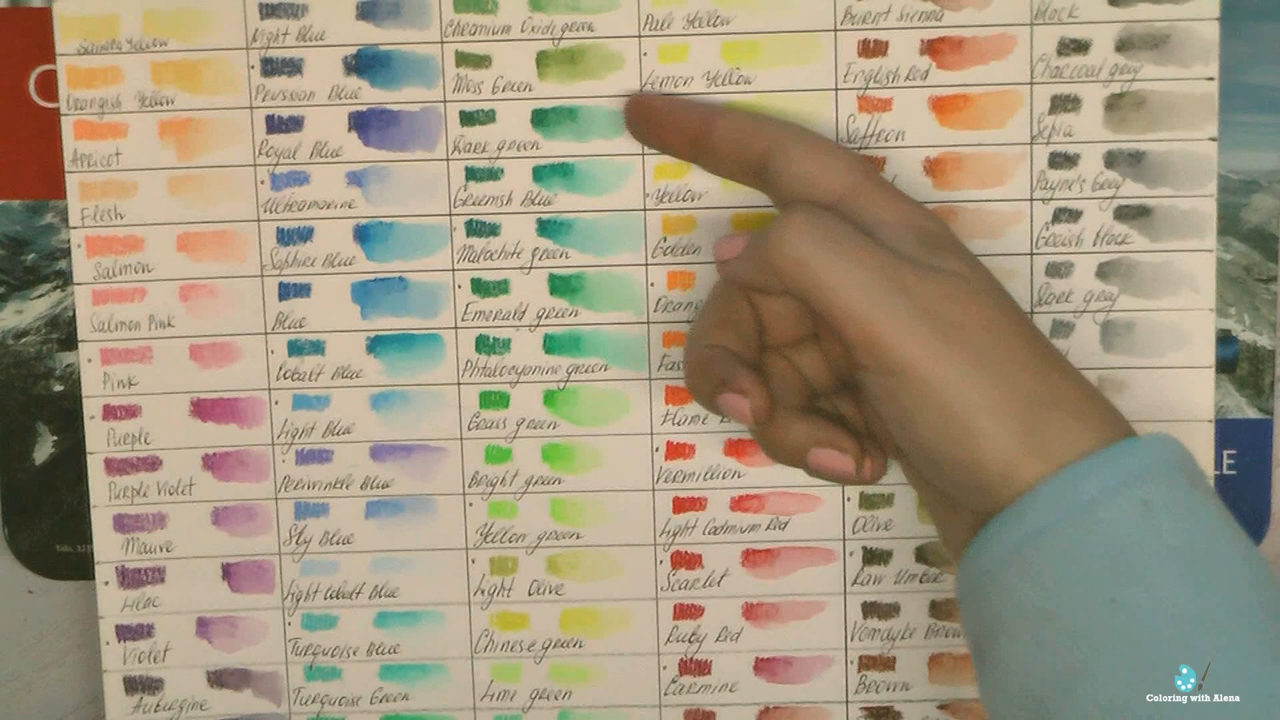 Orangish Yellow
Apricot
Flesh
Salmon
Salmon Pink
Pink
Purple
Purple Violet
Mauve
Lilac
Violet
Aubergine
Night Blue
Prussian Blue
Royal Blue
Ultramarine
Saphire Blue
Blue
Cobalt Blue
Light Blue
Periwinkle Blue
Sky Blue
Light Cobalt Blue
Turquoise Blue
Turquoise Green
Chromium Oxide green
Moss Green
Dark green
Greenish Blue
Malachite green
Emerald green
Phtalocyanine green
Grass green
Bright green
Yellow green
Light Olive
Chinese green
Lime green
Pale Yellow
Lemon Yellow
Yellow
Golden
Flame
Vermillion
Light Cadmium Red
Scarlet
Ruby Red
Carmine
Burnt Sienna
English Red
Saffron
Olive
Raw Umber
Vandyke Brown
Brown
Black
Charcoal grey
Sepia
Payne's Grey
Greish black
Dark grey
LE
Coloring with Alena